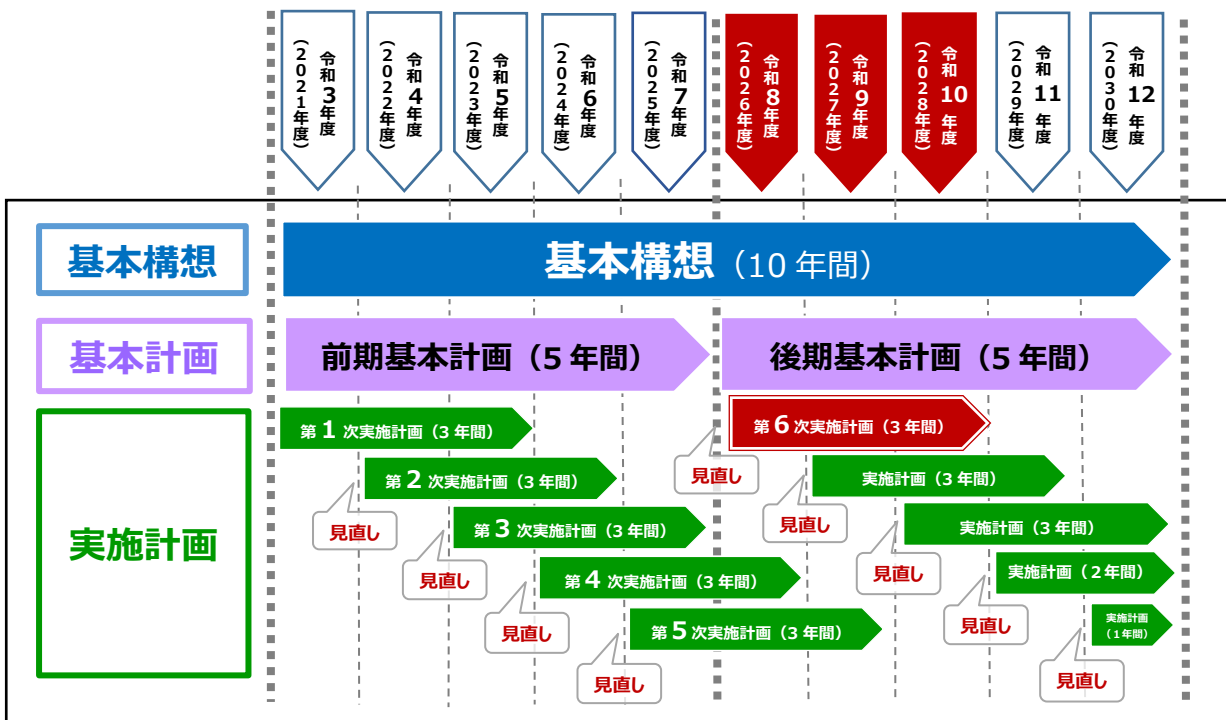 令和3年度
(2021年度)
令和4年度
(2022年度)
令和5年度
(2023年度)
令和6年度
(2024年度)
令和7年度
(2025年度)
令和8年度
(2026年度)
令和9年度
(2027年度)
令和10年度
(2028年度)
令和11年度
(2029年度)
令和12年度
(2030年度)
基本構想
基本構想(10年間)
基本計画
前期基本計画(5年間)
後期基本計画(5年間)
実施計画
第1次実施計画(3年間)
見直し
第2次実施計画(3年間)
見直し
第3次実施計画(3年間)
見直し
第4次実施計画(3年間)
見直し
第5次実施計画(3年間)
見直し
第6次実施計画(3年間)
見直し
実施計画(3年間)
見直し
実施計画(3年間)
見直し
実施計画(2年間)
見直し
実施計画
(1年間)